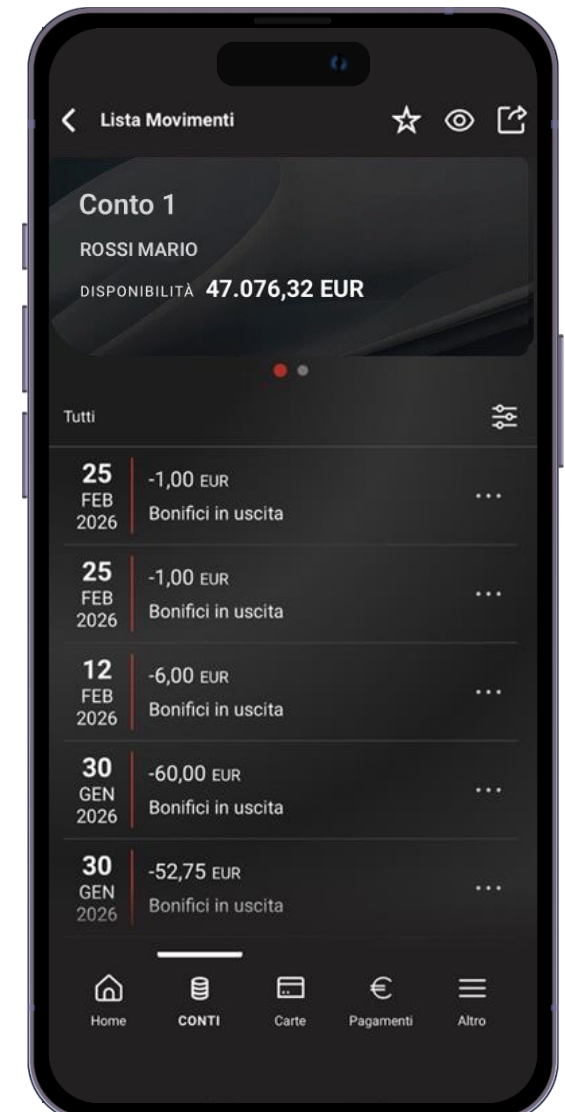 Lista Movimenti
Conto 1
ROSSI MARIO
DISPONIBILITÀ 47.076,32 EUR
Tutti
25 FEB 2026
-1,00 EUR
Bonifici in uscita
25 FEB 2026
-1,00 EUR
Bonifici in uscita
12 FEB 2026
-6,00 EUR
Bonifici in uscita
30 GEN 2026
-60,00 EUR
Bonifici in uscita
30 GEN 2026
-52,75 EUR
Bonifici in uscita
Home CONTI Carte Pagamenti Altro